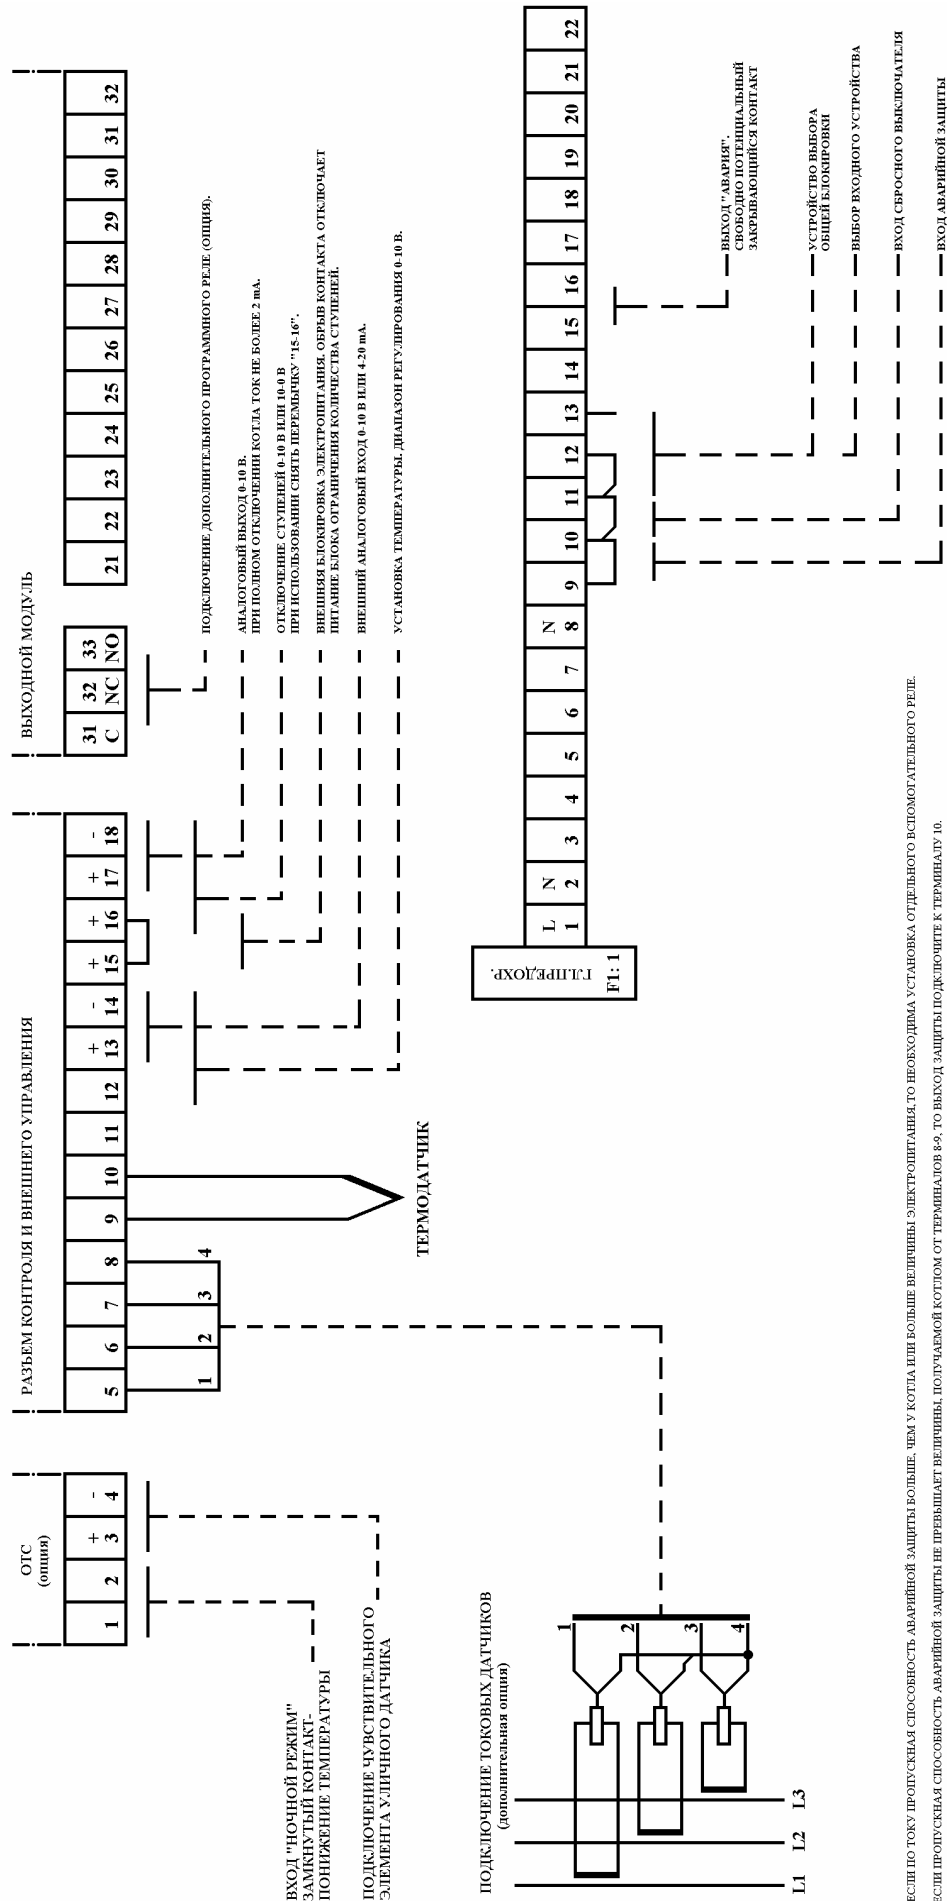 ОТС
(опция)
1 2 3 4
+ -
РАЗЪЕМ КОНТРОЛЯ И ВНЕШНЕГО УПРАВЛЕНИЯ
+ - + + + -
5 6 7 8 9 10 11 12 13 14 15 16 17 18
1 2 3 4
ВЫХОДНОЙ МОДУЛЬ
31 32 33
C NC NO
21 22 23 24 25 26 27 28 29 30 31 32
ПОДКЛЮЧЕНИЕ ДОПОЛНИТЕЛЬНОГО ПРОГРАММНОГО РЕЛЕ (ОПЦИЯ).
АНАЛОГОВЫЙ ВЫХОД 0-10 В.
ПРИ ПОЛНОМ ОТКЛЮЧЕНИИ КОТЛА ТОК НЕ БОЛЕЕ 2 mA.
ОТКЛЮЧЕНИЕ СТУПЕНЕЙ 0-10 В ИЛИ 10-0 В
ПРИ ИСПОЛЬЗОВАНИИ СНЯТЬ ПЕРЕМЫЧКУ "15-16".
ВНЕШНЯЯ БЛОКИРОВКА ЭЛЕКТРОПИТАНИЯ. ОБРЫВ КОНТАКТА ОТКЛЮЧАЕТ
ПИТАНИЕ БЛОКА ОГРАНИЧЕНИЯ КОЛИЧЕСТВА СТУПЕНЕЙ.
ВНЕШНИЙ АНАЛОГОВЫЙ ВХОД 0-10 В ИЛИ 4-20 mA.
УСТАНОВКА ТЕМПЕРАТУРЫ. ДИАПАЗОН РЕГУЛИРОВАНИЯ 0-10 В.
ТЕРМОДАТЧИК
ВХОД "НОЧНОЙ РЕЖИМ"
ЗАМКНУТЫЙ КОНТАКТ-
ПОНИЖЕНИЕ ТЕМПЕРАТУРЫ
ПОДКЛЮЧЕНИЕ ЧУВСТВИТЕЛЬНОГО
ЭЛЕМЕНТА УЛИЧНОГО ДАТЧИКА
ПОДКЛЮЧЕНИЕ ТОКОВЫХ ДАТЧИКОВ
(дополнительная опция)
1
2
3
4
L1 L2 L3
ГЛ.ПРЕДОХР.
F1: 1
L N N
1 2 3 4 5 6 7 8 9 10 11 12 13 14 15 16 17 18 19 20 21 22
ВЫХОД "АВАРИЯ".
СВОБОДНО ПОТЕНЦИАЛЬНЫЙ
ЗАКРЫВАЮЩИЙСЯ КОНТАКТ
УСТРОЙСТВО ВЫБОРА
ОБЩЕЙ БЛОКИРОВКИ
ВЫБОР ВХОДНОГО УСТРОЙСТВА
ВХОД СБРОСНОГО ВЫКЛЮЧАТЕЛЯ
ВХОД АВАРИЙНОЙ ЗАЩИТЫ
ЕСЛИ ПО ТОКУ ПРОПУСКНАЯ СПОСОБНОСТЬ АВАРИЙНОЙ ЗАЩИТЫ БОЛЬШЕ, ЧЕМ У КОТЛА ИЛИ БОЛЬШЕ ВЕЛИЧИНЫ ЭЛЕКТРОПИТАНИЯ,ТО НЕОБХОДИМА УСТАНОВКА ОТДЕЛЬНОГО ВСПОМОГАТЕЛЬНОГО РЕЛЕ.
ЕСЛИ ПРОПУСКНАЯ СПОСОБНОСТЬ АВАРИЙНОЙ ЗАЩИТЫ НЕ ПРЕВЫШАЕТ ВЕЛИЧИНЫ, ПОЛУЧАЕМОЙ КОТЛОМ ОТ ТЕРМИНАЛОВ 8-9, ТО ВЫХОД ЗАЩИТЫ ПОДКЛЮЧИТЕ К ТЕРМИНАЛУ 10.